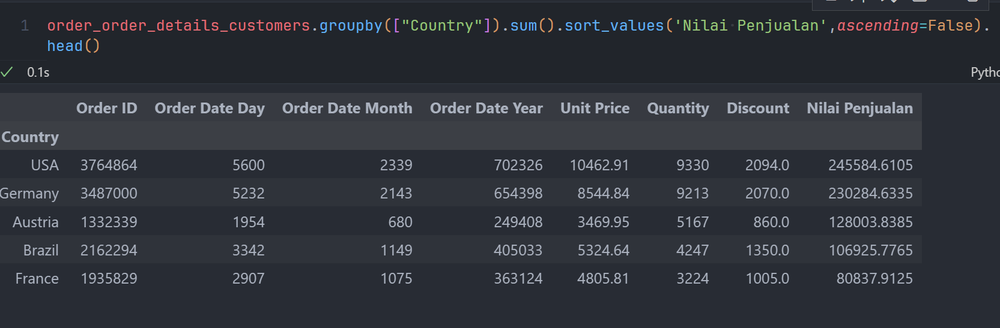 1 order_order_details_customers.groupby(["Country"]).sum().sort_values('Nilai Penjualan',ascending=False).
head()
0.1s
Order ID Order Date Day Order Date Month Order Date Year Unit Price Quantity Discount Nilai Penjualan
Country
USA 3764864 5600 2339 702326 10462.91 9330 2094.0 245584.6105
Germany 3487000 5232 2143 654398 8544.84 9213 2070.0 230284.6335
Austria 1332339 1954 680 249408 3469.95 5167 860.0 128003.8385
Brazil 2162294 3342 1149 405033 5324.64 4247 1350.0 106925.7765
France 1935829 2907 1075 363124 4805.81 3224 1005.0 80837.9125